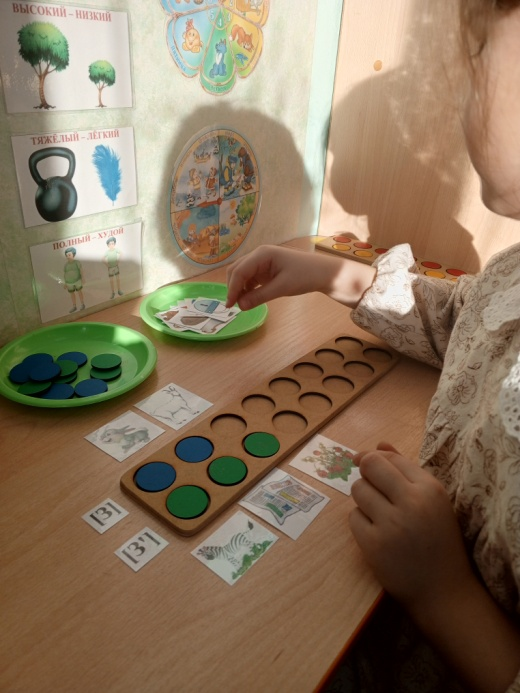 ВЫСОКИЙ – НИЗКИЙ
ТЯЖЁЛЫЙ – ЛЁГКИЙ
ПОЛНЫЙ – ХУДОЙ
[З]
[З']